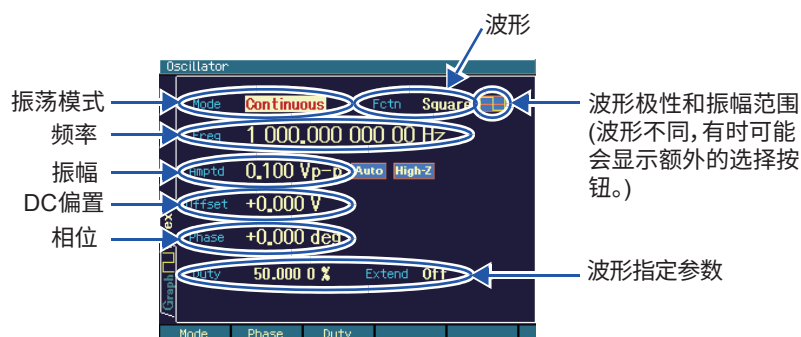 波形
Oscillator
振荡模式
Mode Continuous Fctn Square
波形极性和振幅范围
(波形不同,有时可能
会显示额外的选择按
钮。)
频率
Freq 1 000.000 000 00 Hz
振幅
Amptd 0.100 Vp-p Auto High-Z
DC偏置
Offset +0.000 V
相位
Phase +0.000 deg
Duty 50.000 0 % Extend Off
波形指定参数
Graph
Mode Phase Duty